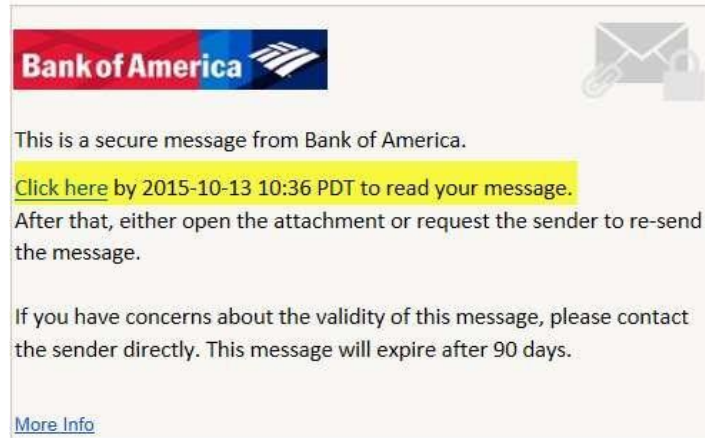 Bank of America
This is a secure message from Bank of America.
Click here by 2015-10-13 10:36 PDT to read your message.
After that, either open the attachment or request the sender to re-send
the message.
If you have concerns about the validity of this message, please contact
the sender directly. This message will expire after 90 days.
More Info